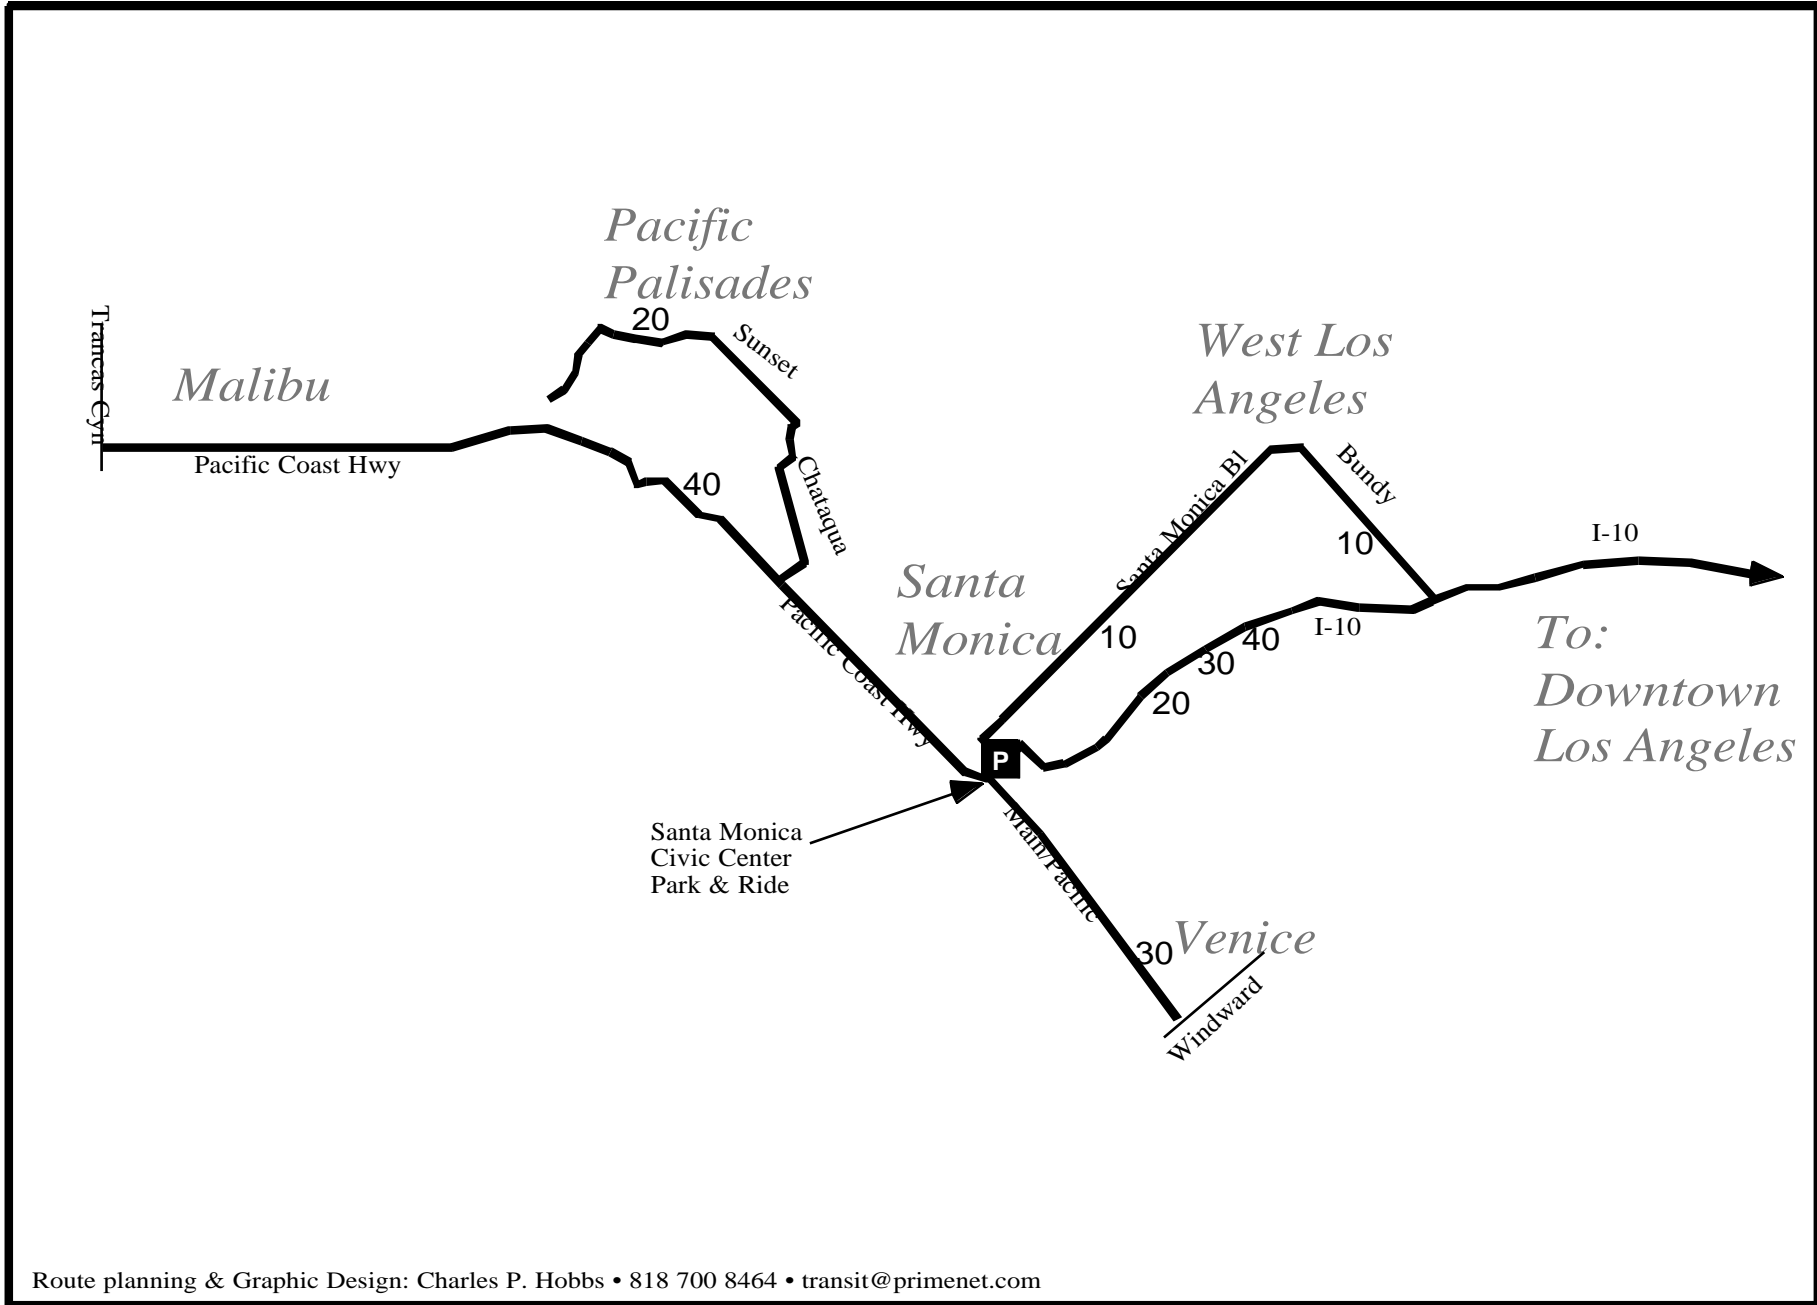 Pacific
Palisades
20
Sunset
Trancas Cyn
Malibu
Pacific Coast Hwy
40
Chataqua
West Los
Angeles
Santa Monica Bl
Bundy
10
I-10
Santa
Monica
Pacific Coast Hwy
10
I-10
40
30
20
To:
Downtown
Los Angeles
P
Santa Monica
Civic Center
Park & Ride
Main/Pacific
30
Venice
Windward
Route planning & Graphic Design: Charles P. Hobbs • 818 700 8464 • transit@primenet.com